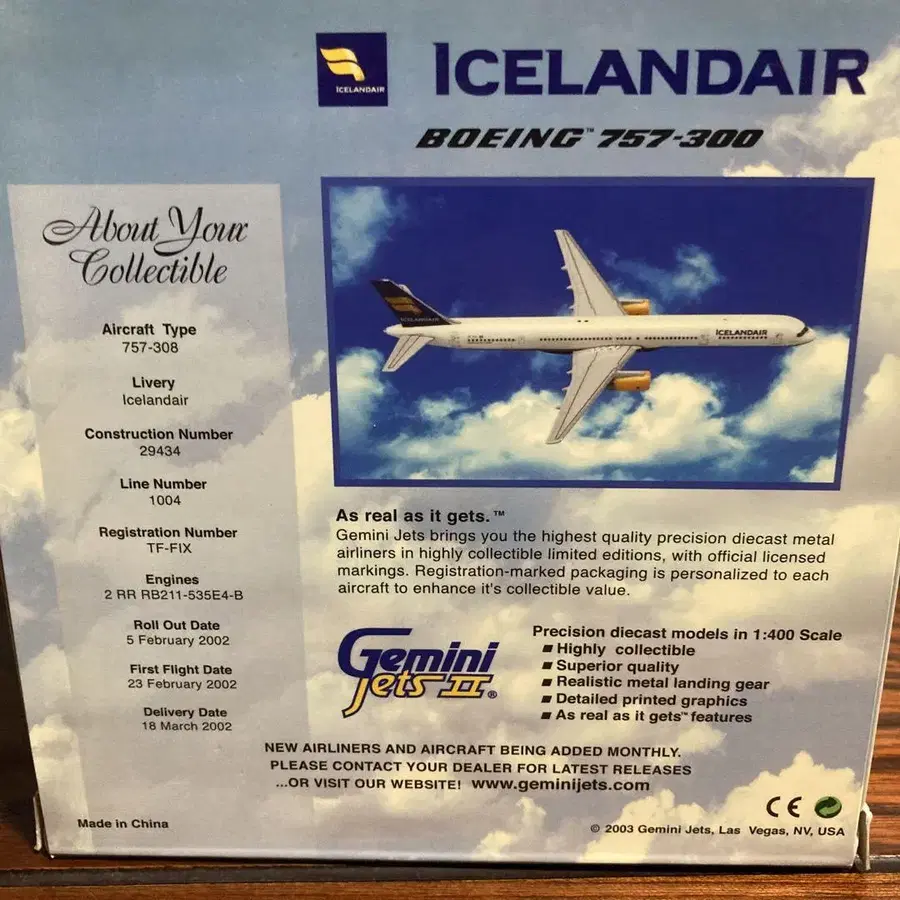 ICELANDAIR
ICELANDAIR
BOEING™ 757-300
About Your
Collectible
Aircraft Type
757-308
Livery
Icelandair
Construction Number
29434
Line Number
1004
Registration Number
TF-FIX
Engines
2 RR RB211-535E4-B
Roll Out Date
5 February 2002
First Flight Date
23 February 2002
Delivery Date
18 March 2002
ICELANDAIR
ICELANDAIR
As real as it gets.™
Gemini Jets brings you the highest quality precision diecast metal
airliners in highly collectible limited editions, with official licensed
markings. Registration-marked packaging is personalized to each
aircraft to enhance it's collectible value.
Gemini
Jets II®
Precision diecast models in 1:400 Scale
■ Highly collectible
■ Superior quality
■ Realistic metal landing gear
■ Detailed printed graphics
■ As real as it gets™ features
NEW AIRLINERS AND AIRCRAFT BEING ADDED MONTHLY.
PLEASE CONTACT YOUR DEALER FOR LATEST RELEASES
...OR VISIT OUR WEBSITE! www.geminijets.com
CE
Made in China
© 2003 Gemini Jets, Las Vegas, NV, USA